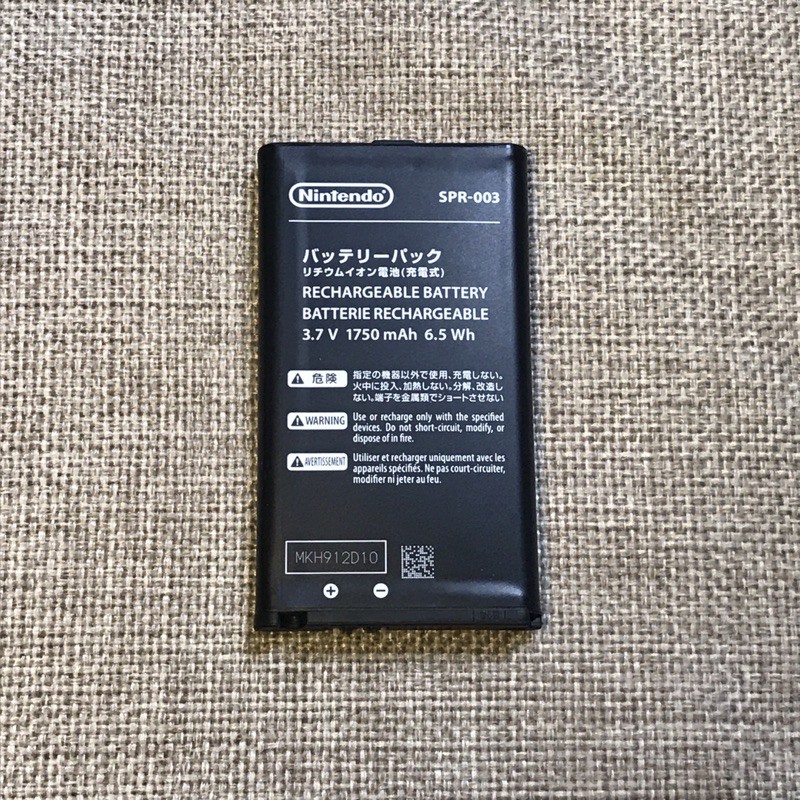 Nintendo
SPR-003
バッテリーパック
リチウムイオン電池(充電式)
RECHARGEABLE BATTERY
BATTERIE RECHARGEABLE
3.7 V 1750 mAh 6.5 Wh
危険
指定の機器以外で使用、充電しない。
火中に投入、加熱しない。分解、改造し
ない。端子を金属類でショートさせない
WARNING
Use or recharge only with the specified
devices. Do not short-circuit, modify, or
dispose of in fire.
AVERTISSEMENT
Utiliser et recharger uniquement avec les
appareils spécifiés. Ne pas court-circuiter,
modifier ni jeter au feu.
MKH912D10
+ −